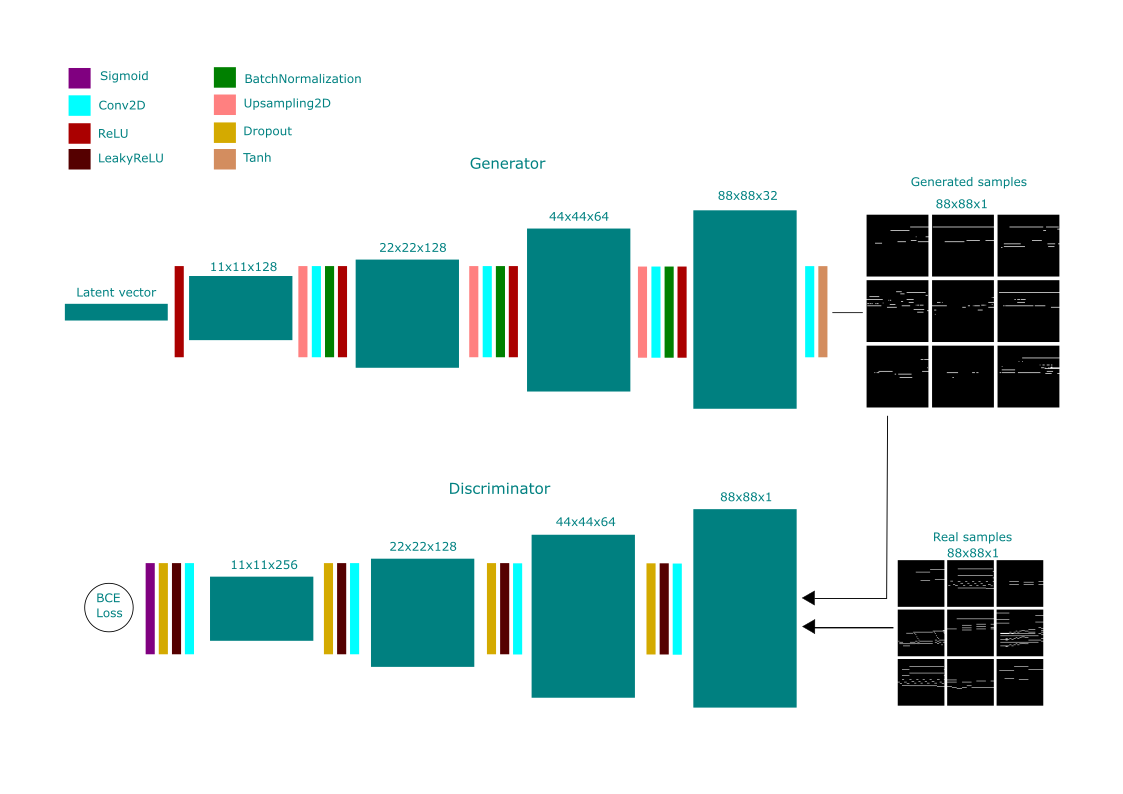 Sigmoid
Conv2D
ReLU
LeakyReLU
BatchNormalization
Upsampling2D
Dropout
Tanh
Generator
Latent vector
11x11x128
22x22x128
44x44x64
88x88x32
Generated samples
88x88x1
Discriminator
BCE
Loss
11x11x256
22x22x128
44x44x64
88x88x1
Real samples
88x88x1